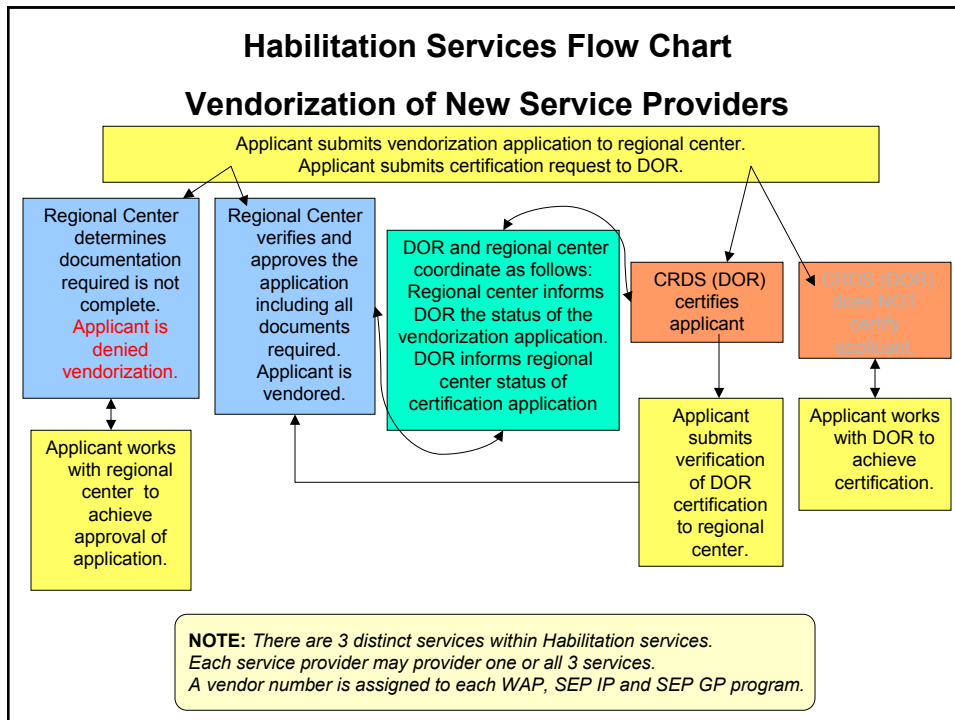 Habilitation Services Flow Chart
Vendorization of New Service Providers
Applicant submits vendorization application to regional center.
Applicant submits certification request to DOR.
Regional Center
determines
documentation
required is not
complete.
Applicant is
denied
vendorization.
Regional Center
verifies and
approves the
application
including all
documents
required.
Applicant is
vendored.
DOR and regional center
coordinate as follows:
Regional center informs
DOR the status of the
vendorization application.
DOR informs regional
center status of
certification application
CRDS (DOR)
certifies
applicant
CRDS (DOR)
does NOT
certify
applicant.
Applicant works
with regional
center to
achieve
approval of
application.
Applicant
submits
verification
of DOR
certification
to regional
center.
Applicant works
with DOR to
achieve
certification.
NOTE: There are 3 distinct services within Habilitation services.
Each service provider may provider one or all 3 services.
A vendor number is assigned to each WAP, SEP IP and SEP GP program.